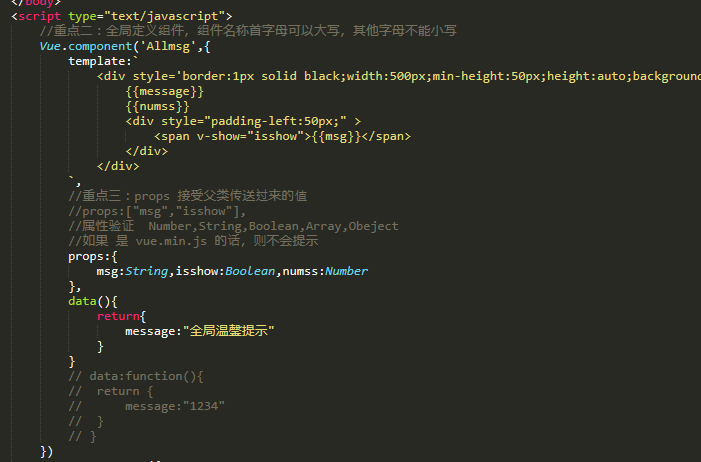 </body>
<script type="text/javascript">
//重点二：全局定义组件，组件名称首字母可以大写，其他字母不能小写
Vue.component('Allmsg',{
template:`
<div style='border:1px solid black;width:500px;min-height:50px;height:auto;background
{{message}}
{{numss}}
<div style="padding-left:50px;" >
<span v-show="isshow">{{msg}}</span>
</div>
</div>
`,
//重点三：props 接受父类传送过来的值
//props:["msg","isshow"],
//属性验证  Number,String,Boolean,Array,Obeject
//如果 是 vue.min.js 的话，则不会提示
props:{
msg:String,isshow:Boolean,numss:Number
},
data(){
return{
message:"全局温馨提示"
}
}
// data:function(){
//  return {
//      message:"1234"
//  }
// }
})